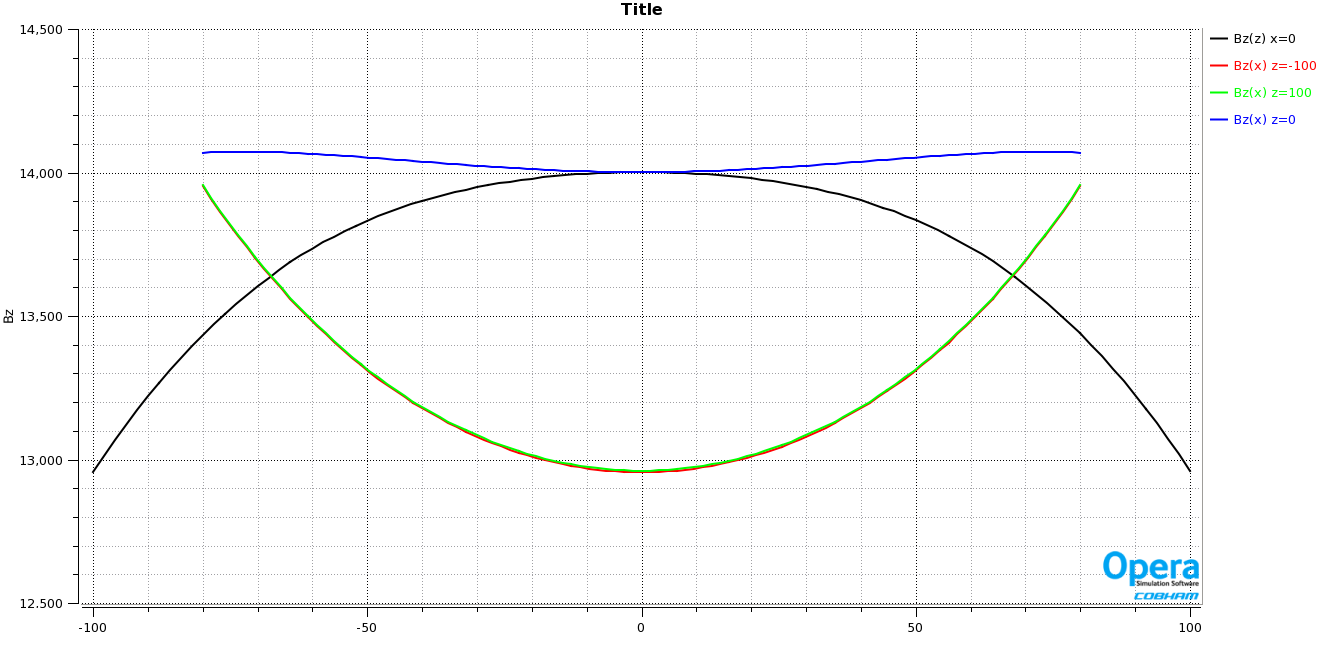 Title
14,500
14,000
13,500
13,000
12,500
Bz
-100
-50
0
50
100
Bz(z) x=0
Bz(x) z=-100
Bz(x) z=100
Bz(x) z=0
Opera
Simulation Software
COBHAM